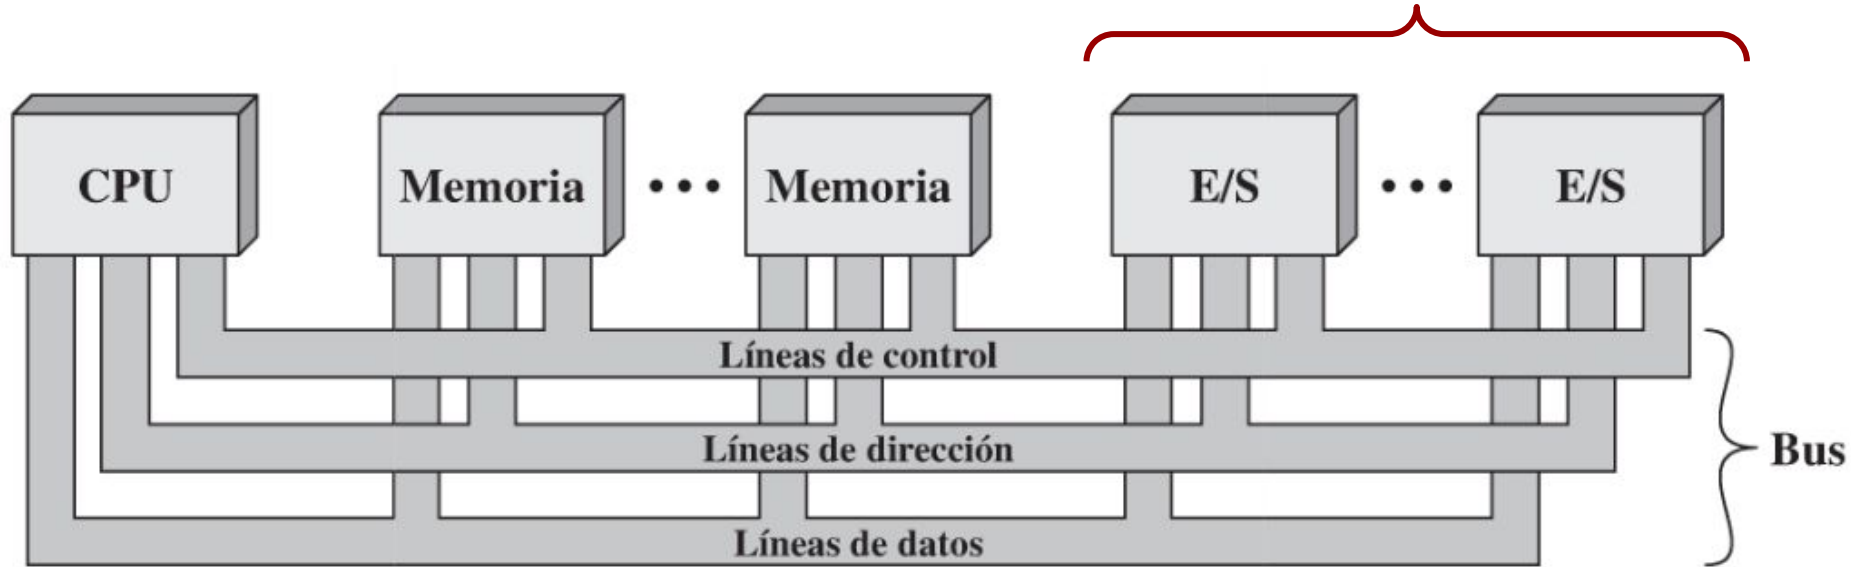 CPU
Memoria
• • •
Memoria
E/S
• • •
E/S
Líneas de control
Líneas de dirección
Bus
Líneas de datos